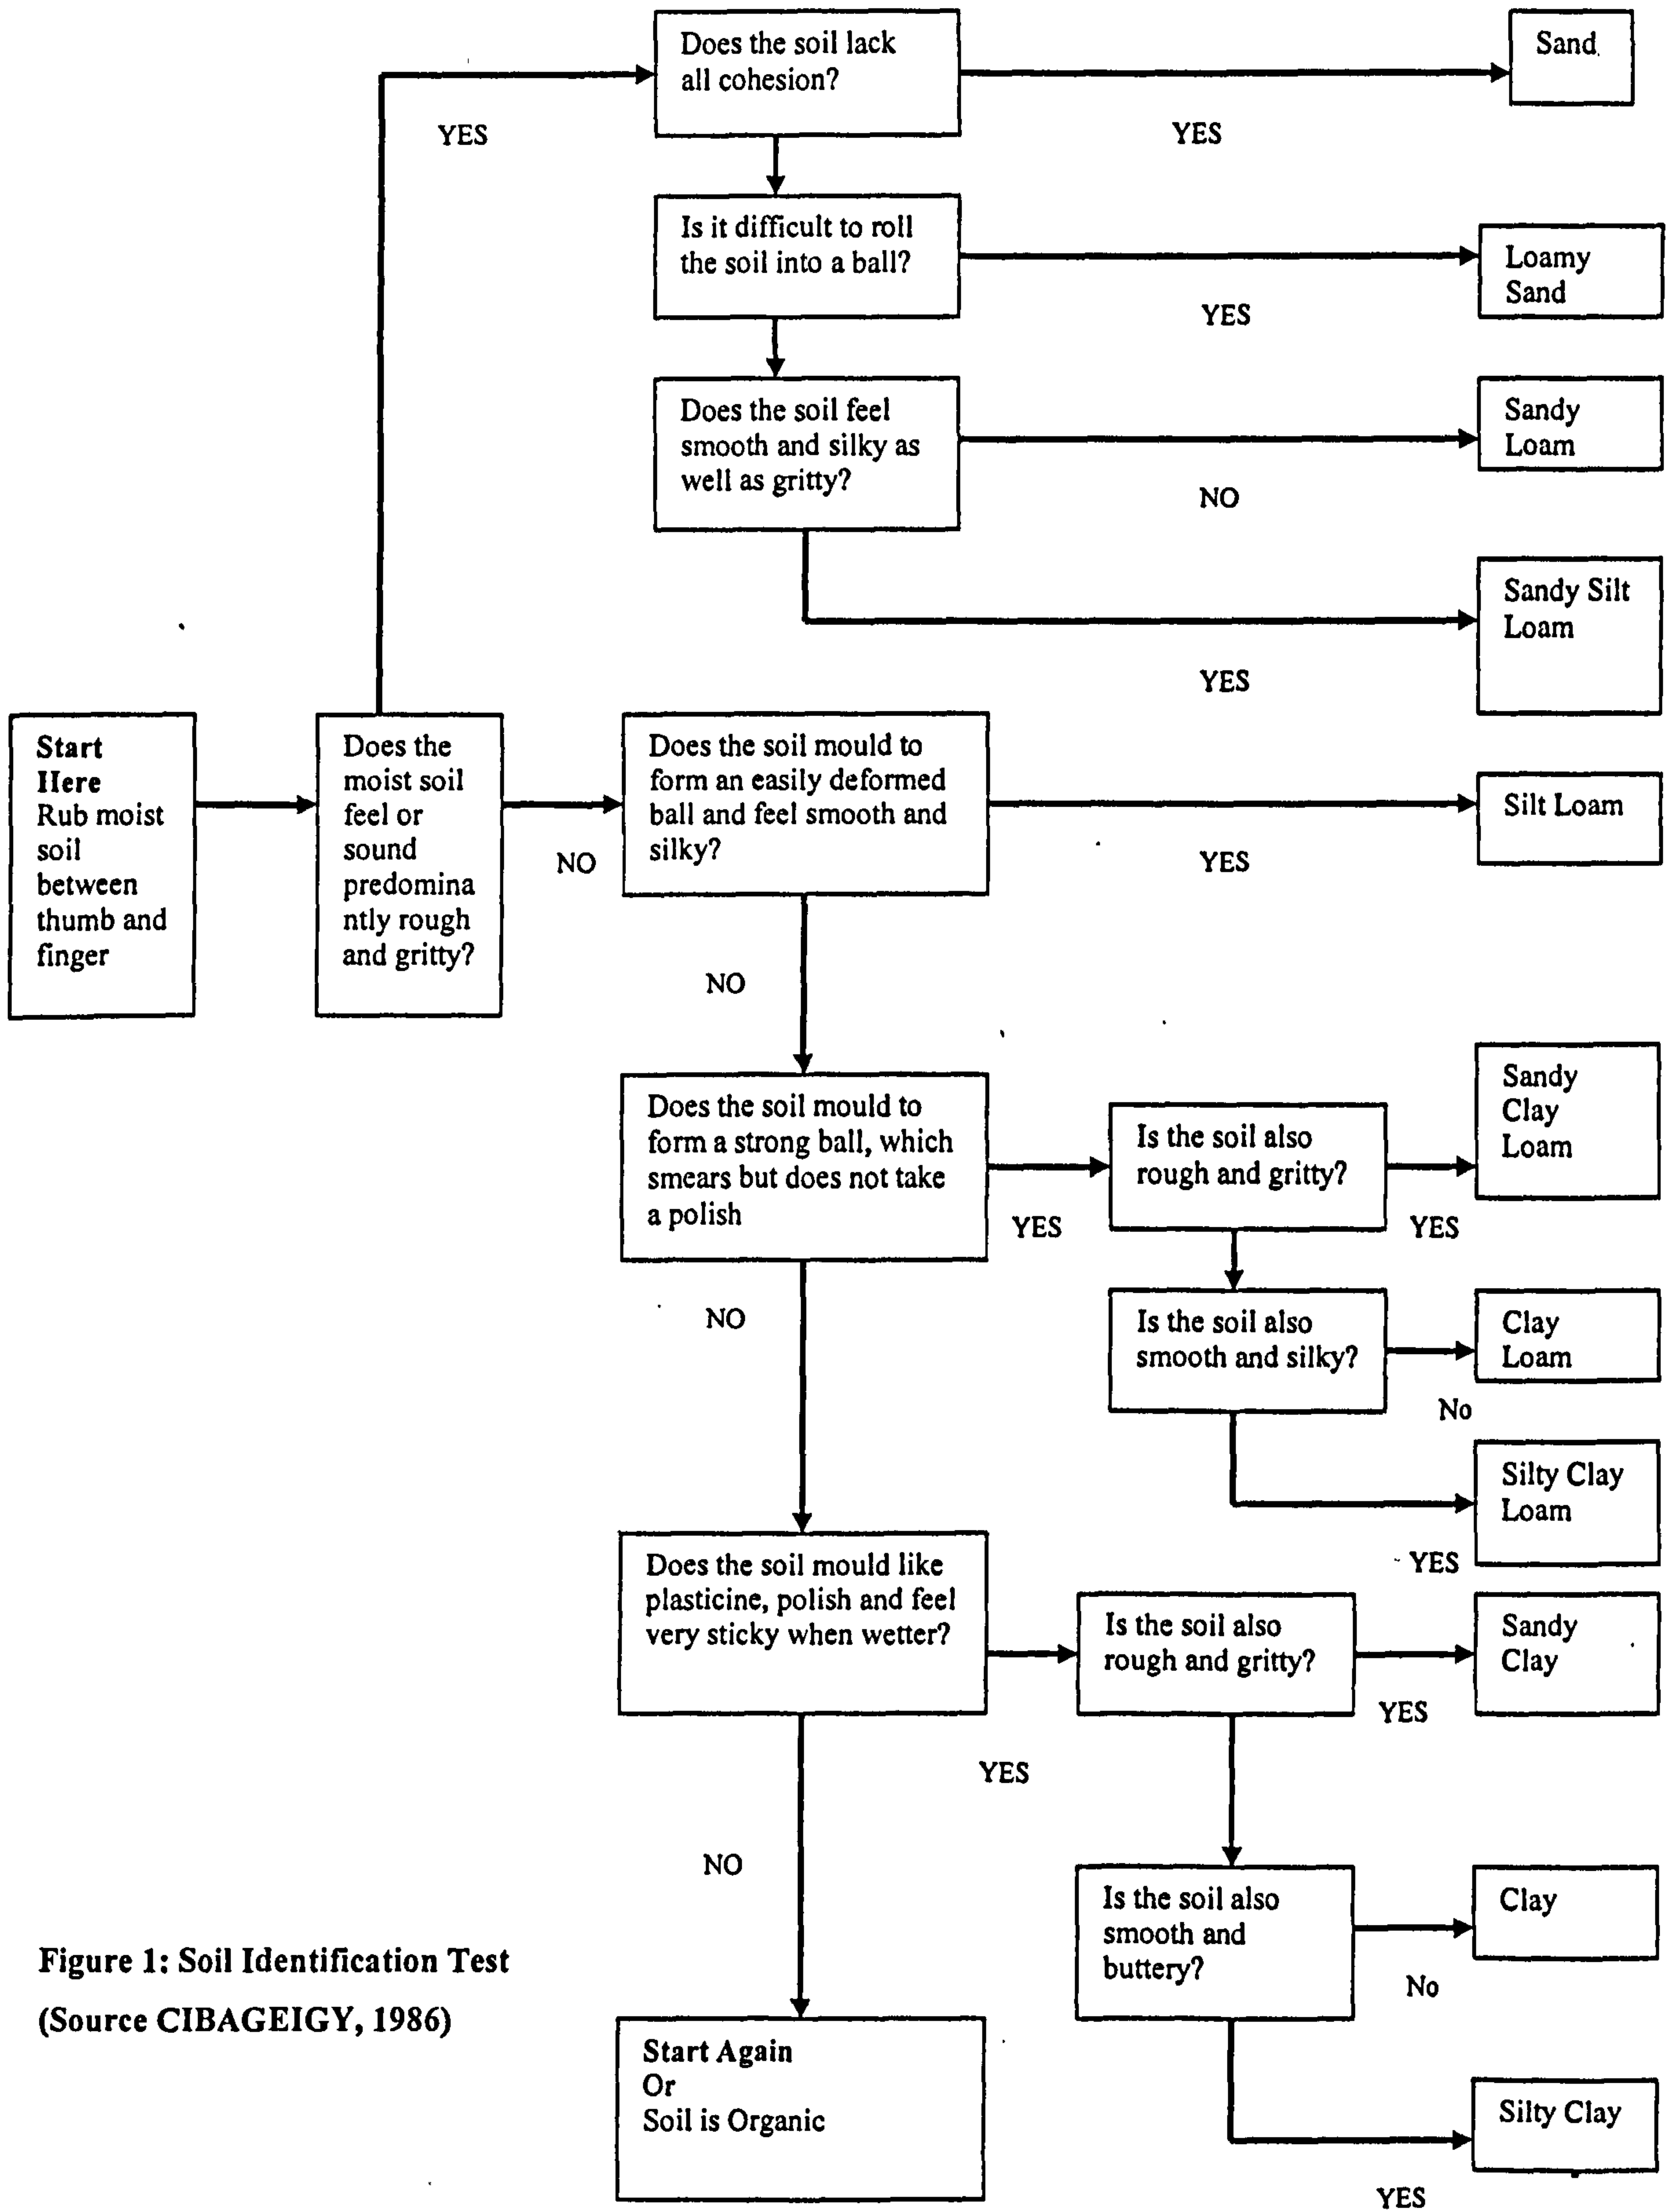 Does the soil lack
all cohesion?
Sand
YES
YES
Is it difficult to roll
the soil into a ball?
Loamy
Sand
YES
Does the soil feel
smooth and silky as
well as gritty?
Sandy
Loam
NO
Sandy Silt
Loam
YES
Start
Here
Rub moist
soil
between
thumb and
finger
Does the
moist soil
feel or
sound
predomina
ntly rough
and gritty?
NO
Does the soil mould to
form an easily deformed
ball and feel smooth and
silky?
Silt Loam
YES
NO
Does the soil mould to
form a strong ball, which
smears but does not take
a polish
YES
Is the soil also
rough and gritty?
YES
Sandy
Clay
Loam
NO
Is the soil also
smooth and silky?
Clay
Loam
No
Silty Clay
Loam
YES
Does the soil mould like
plasticine, polish and feel
very sticky when wetter?
YES
Is the soil also
rough and gritty?
Sandy
Clay
YES
NO
Is the soil also
smooth and
buttery?
Clay
No
Silty Clay
YES
Start Again
Or
Soil is Organic
Figure 1: Soil Identification Test
(Source CIBAGEIGY, 1986)